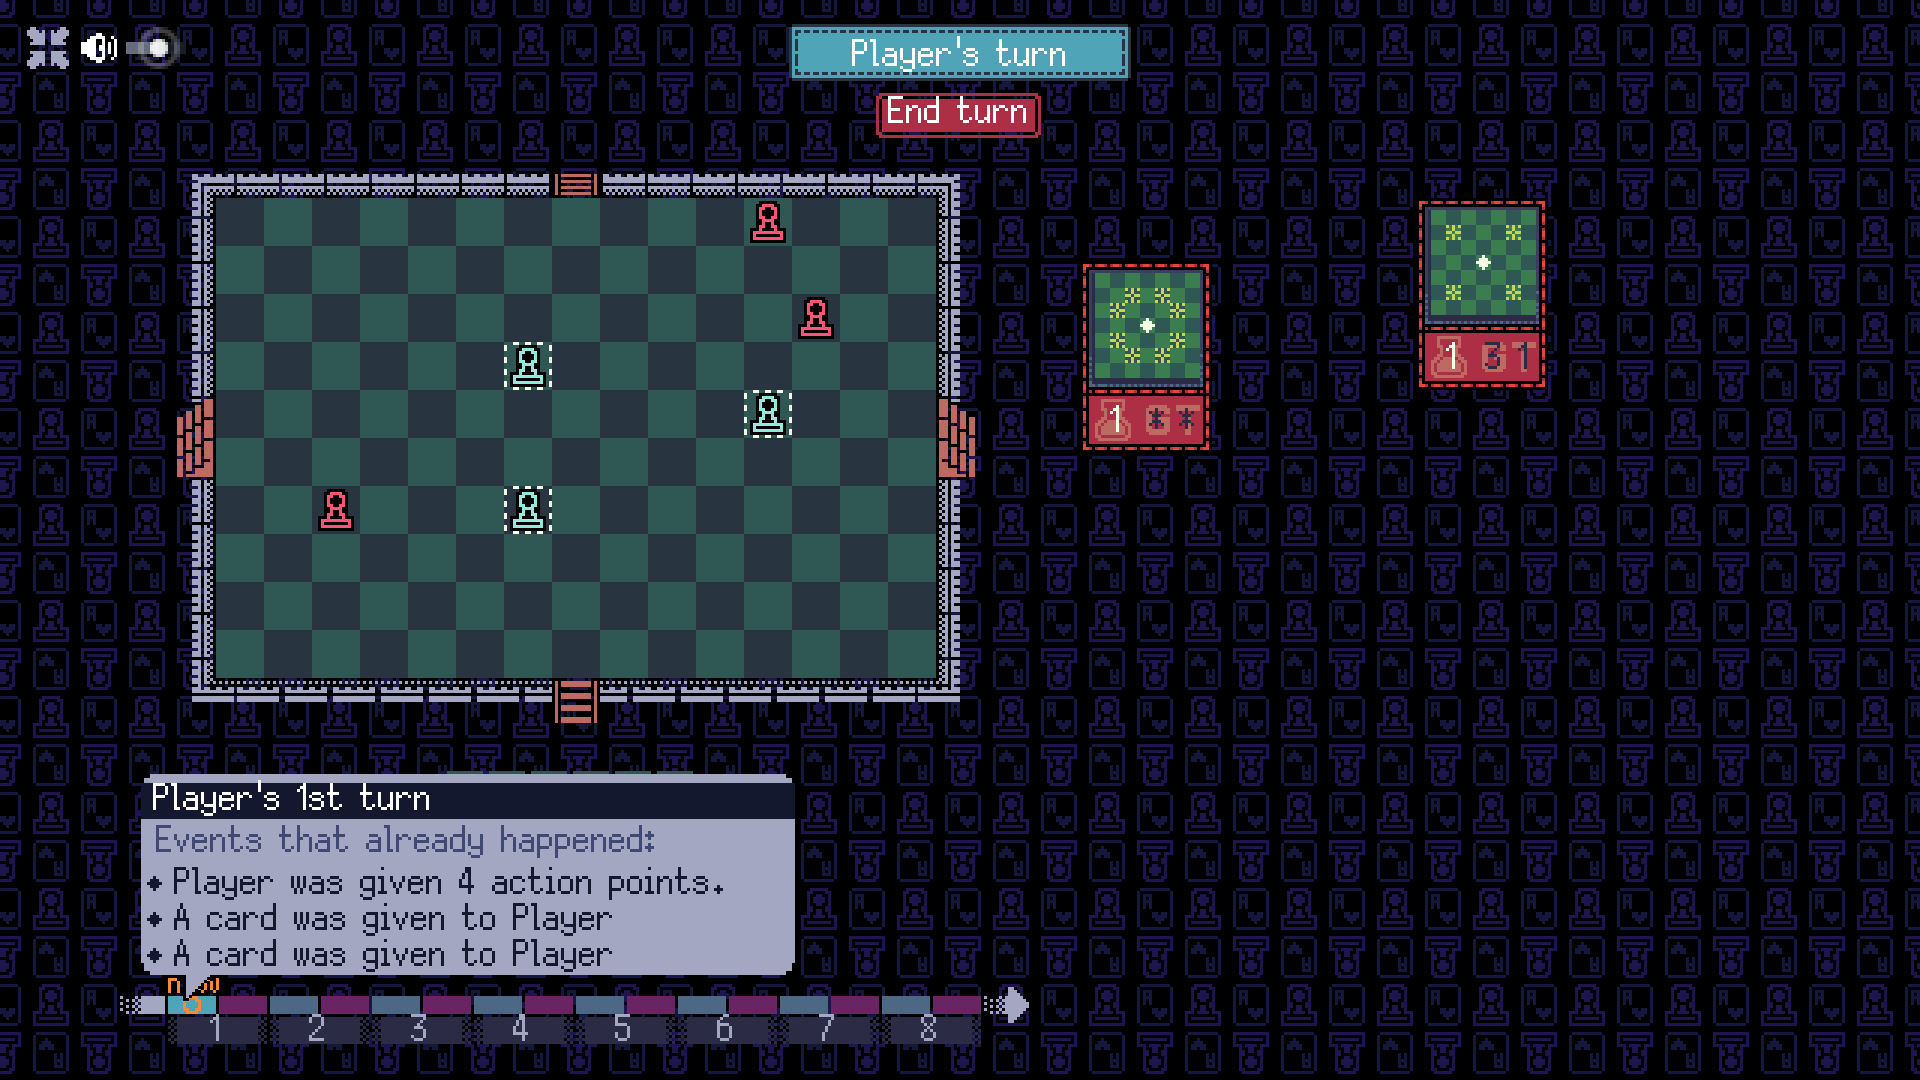 Player's turn
End turn
1 6 * *
1 3 1
Player's 1st turn
Events that already happened:
Player was given 4 action points.
A card was given to Player
A card was given to Player
1 2 3 4 5 6 7 8